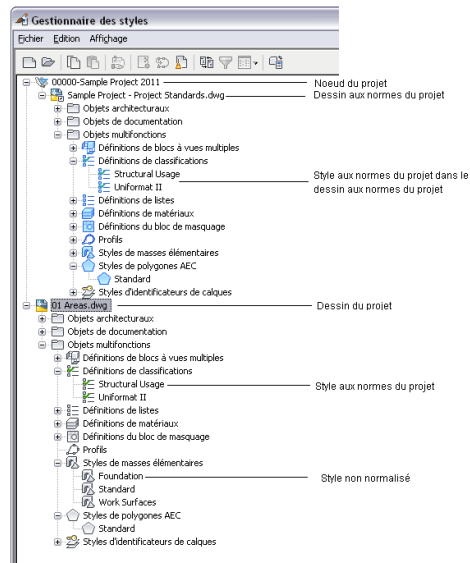 Gestionnaire des styles
Fichier Edition Affichage
00000-Sample Project 2011 Noeud du projet
Sample Project - Project Standards.dwg Dessin aux normes du projet
Objets architecturaux
Objets de documentation
Objets multifonctions
Définitions de blocs à vues multiples
Définitions de classifications
Structural Usage Style aux normes du projet dans le
Uniformat II dessin aux normes du projet
Définitions de listes
Définitions de matériaux
Définitions du bloc de masquage
Profils
Styles de masses élémentaires
Styles de polygones AEC
Standard
Styles d'identificateurs de calques
01 Areas.dwg Dessin du projet
Objets architecturaux
Objets de documentation
Objets multifonctions
Définitions de blocs à vues multiples
Définitions de classifications
Structural Usage Style aux normes du projet
Uniformat II
Définitions de listes
Définitions de matériaux
Définitions du bloc de masquage
Profils
Styles de masses élémentaires
Foundation Style non normalisé
Standard
Work Surfaces
Styles de polygones AEC
Standard
Styles d'identificateurs de calques